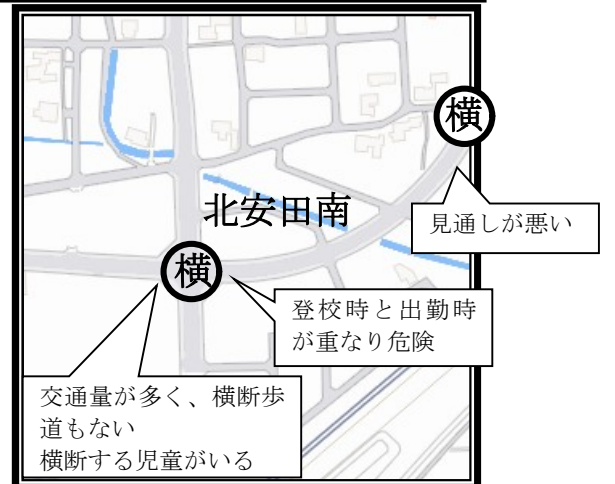 横
北安田南
見通しが悪い
横
登校時と出勤時
が重なり危険
交通量が多く、横断歩
道もない
横断する児童がいる